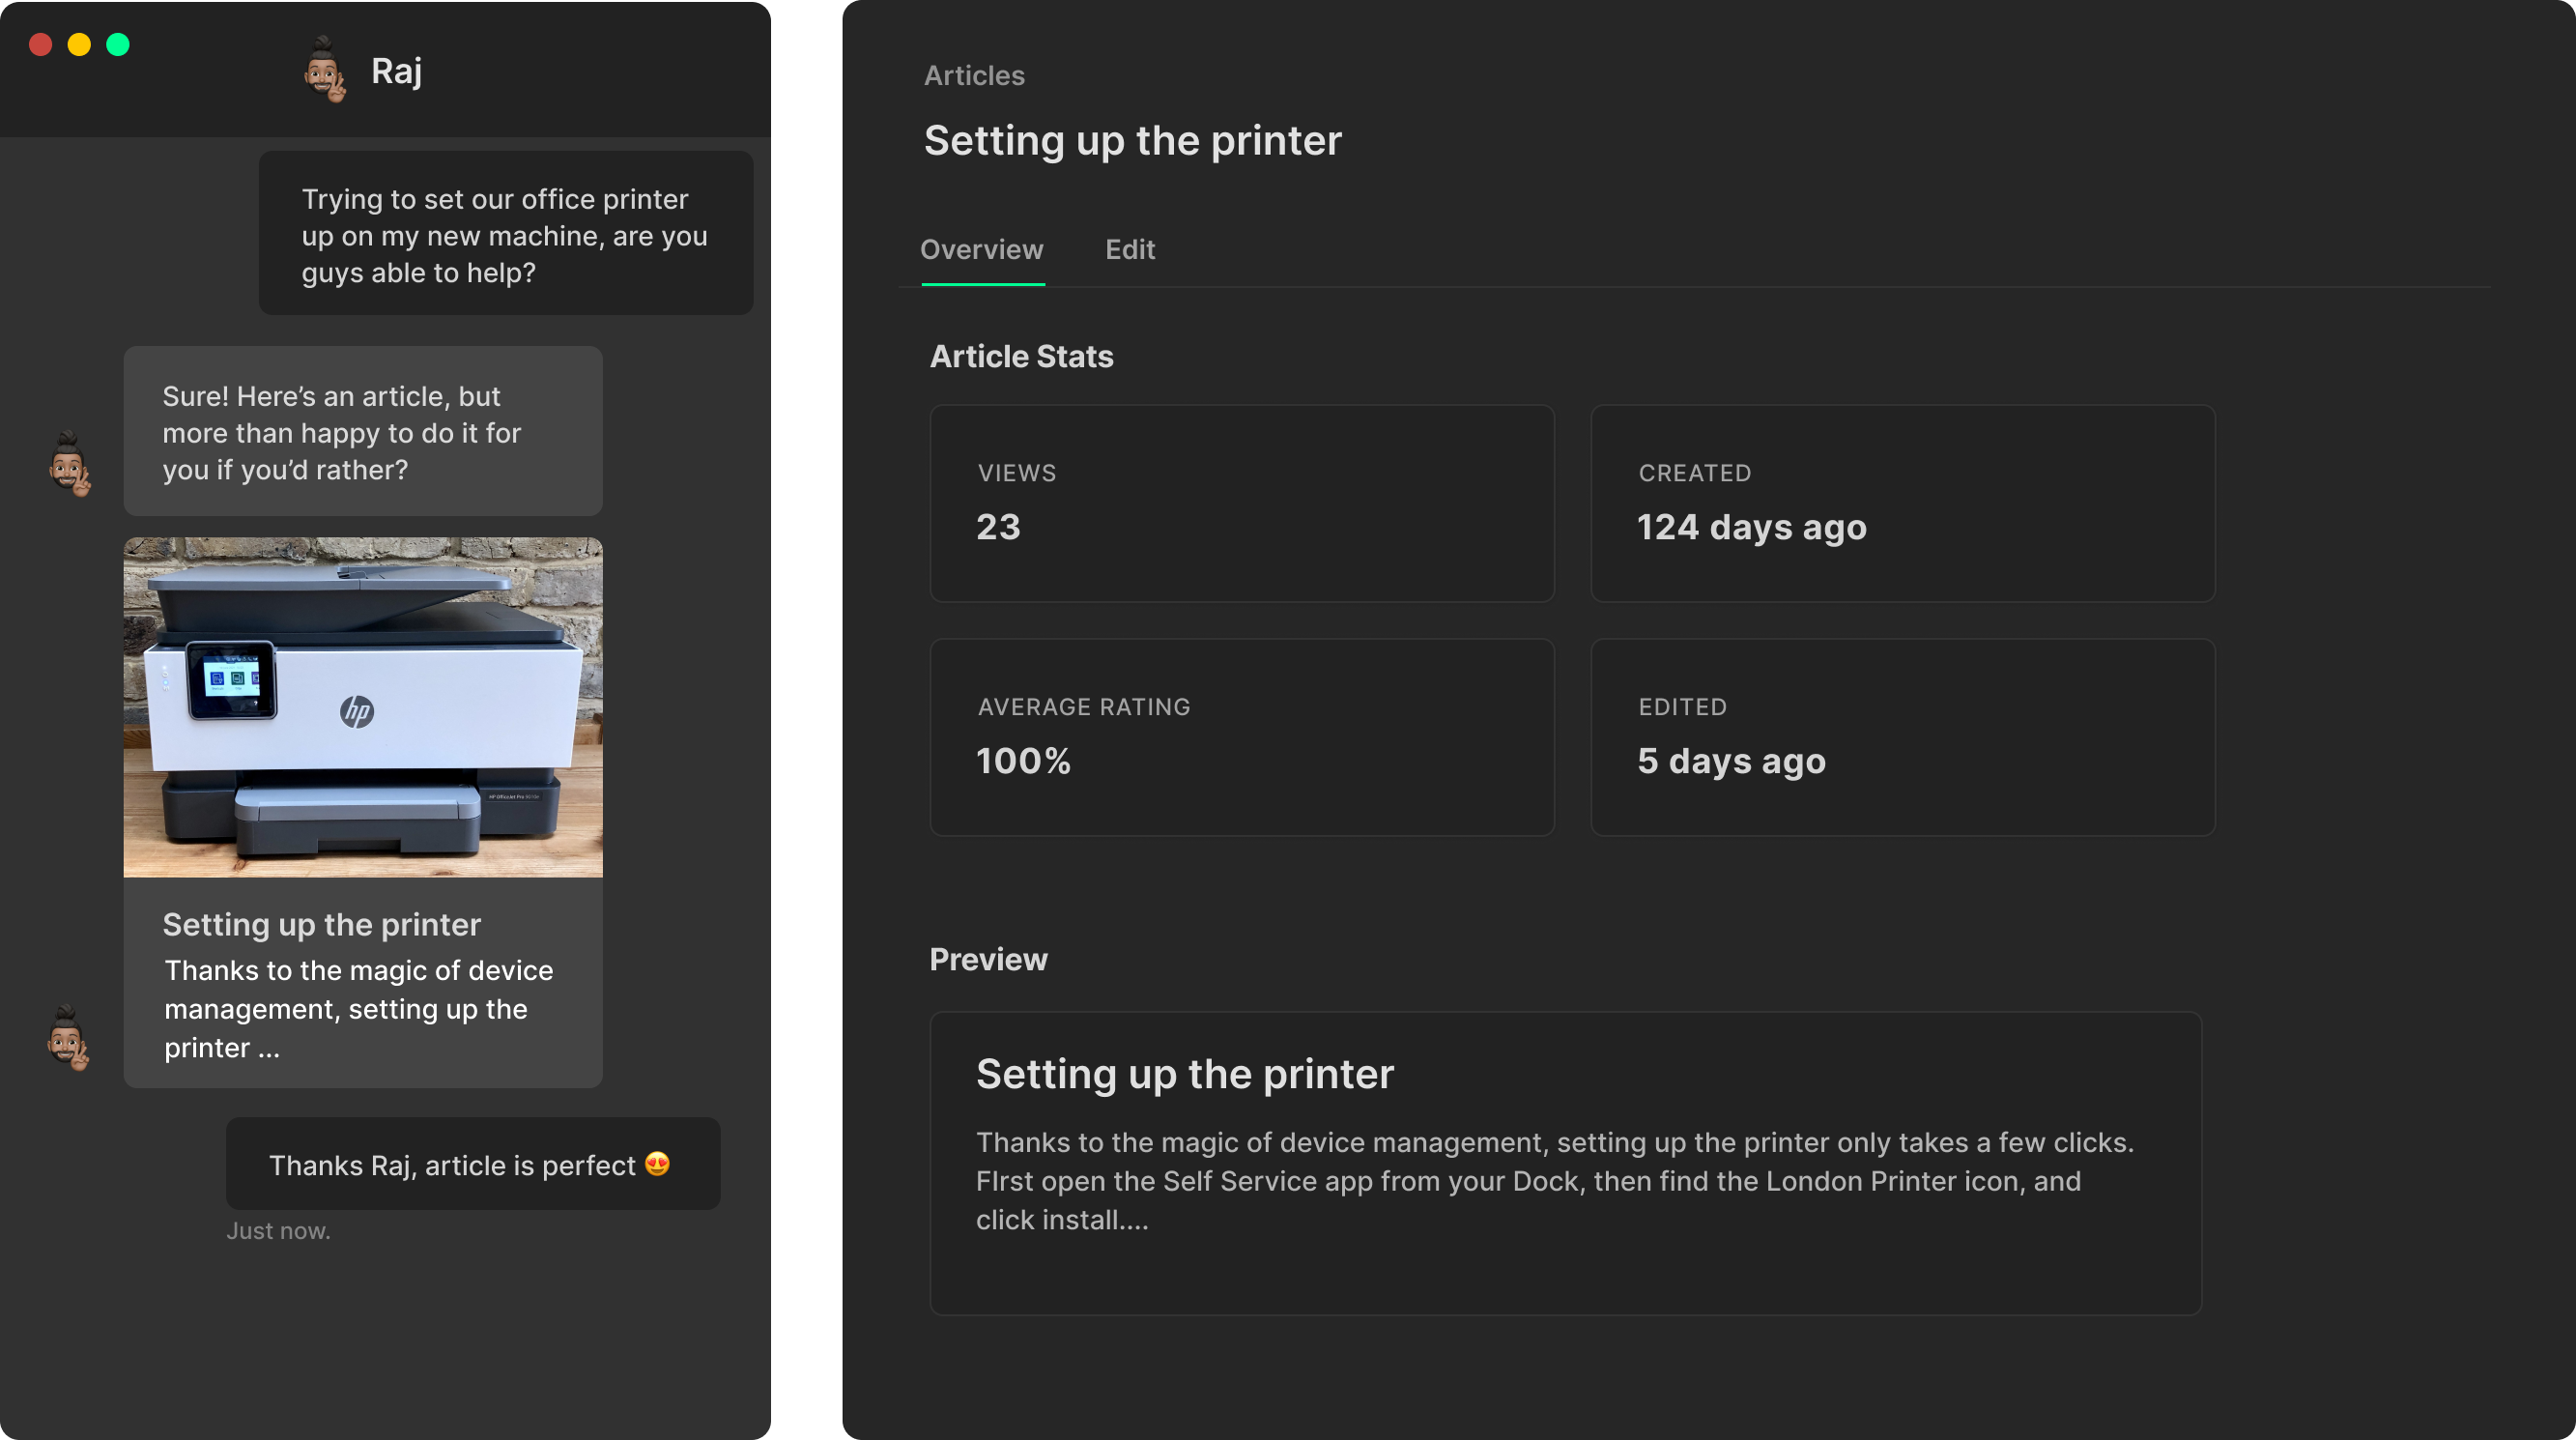 Raj
Trying to set our office printer
up on my new machine, are you
guys able to help?
Sure! Here’s an article, but
more than happy to do it for
you if you’d rather?
hp
Setting up the printer
Thanks to the magic of device
management, setting up the
printer ...
Thanks Raj, article is perfect 😍
Just now.
Articles
Setting up the printer
Overview
Edit
Article Stats
VIEWS
23
CREATED
124 days ago
AVERAGE RATING
100%
EDITED
5 days ago
Preview
Setting up the printer
Thanks to the magic of device management, setting up the printer only takes a few clicks.
FIrst open the Self Service app from your Dock, then find the London Printer icon, and
click install....